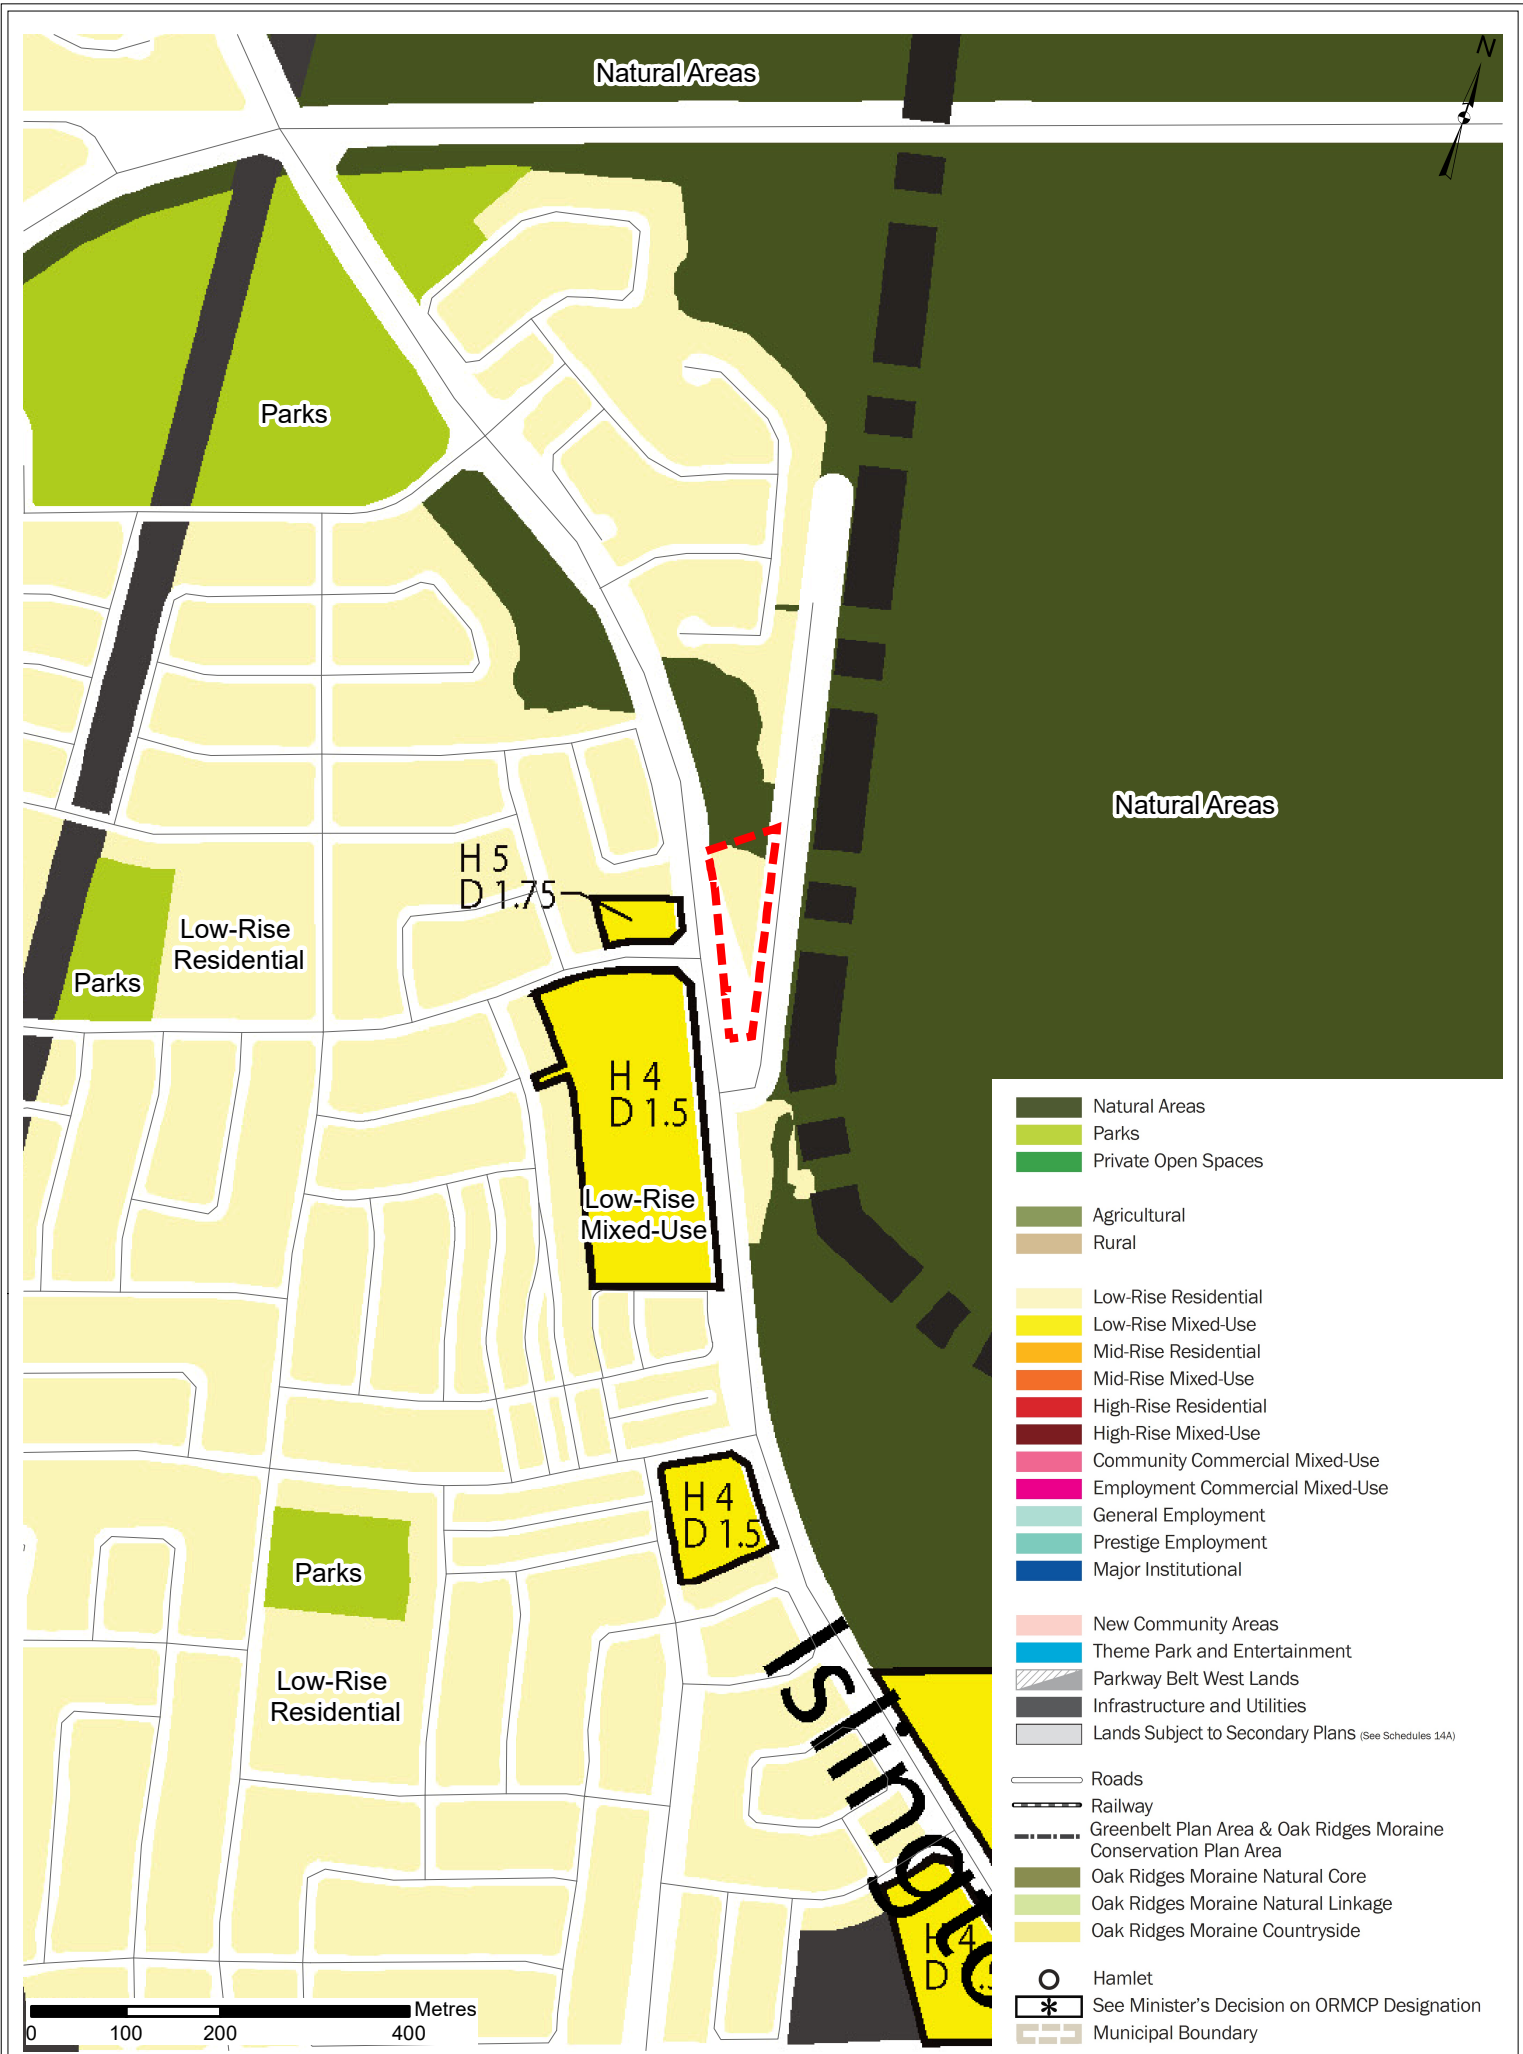 N
Natural Areas
Parks
Natural Areas
H 5
D 1.75
Low-Rise
Residential
Parks
H 4
D 1.5
Low-Rise
Mixed-Use
H 4
D 1.5
Parks
Low-Rise
Residential
H 4
Metres
0 100 200 400
Natural Areas
Parks
Private Open Spaces
Agricultural
Rural
Low-Rise Residential
Low-Rise Mixed-Use
Mid-Rise Residential
Mid-Rise Mixed-Use
High-Rise Residential
High-Rise Mixed-Use
Community Commercial Mixed-Use
Employment Commercial Mixed-Use
General Employment
Prestige Employment
Major Institutional
New Community Areas
Theme Park and Entertainment
Parkway Belt West Lands
Infrastructure and Utilities
Lands Subject to Secondary Plans (See Schedules 14A)
Roads
Railway
Greenbelt Plan Area & Oak Ridges Moraine
Conservation Plan Area
Oak Ridges Moraine Natural Core
Oak Ridges Moraine Natural Linkage
Oak Ridges Moraine Countryside
Hamlet
See Minister's Decision on ORMCP Designation
Municipal Boundary